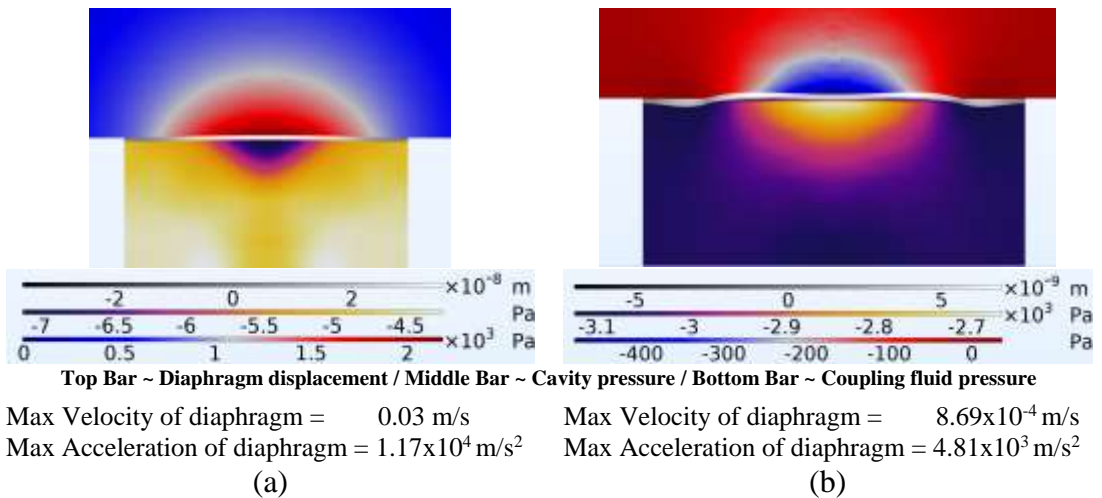 ×10⁻⁸ m
-2 0 2
Pa
-7 -6.5 -6 -5.5 -5 -4.5
×10³ Pa
0 0.5 1 1.5 2
×10⁻⁹ m
-5 0 5
×10³ Pa
-3.1 -3 -2.9 -2.8 -2.7
Pa
-400 -300 -200 -100 0
Top Bar ~ Diaphragm displacement / Middle Bar ~ Cavity pressure / Bottom Bar ~ Coupling fluid pressure
Max Velocity of diaphragm = 0.03 m/s
Max Acceleration of diaphragm = 1.17x10⁴ m/s²
(a)
Max Velocity of diaphragm = 8.69x10⁻⁴ m/s
Max Acceleration of diaphragm = 4.81x10³ m/s²
(b)